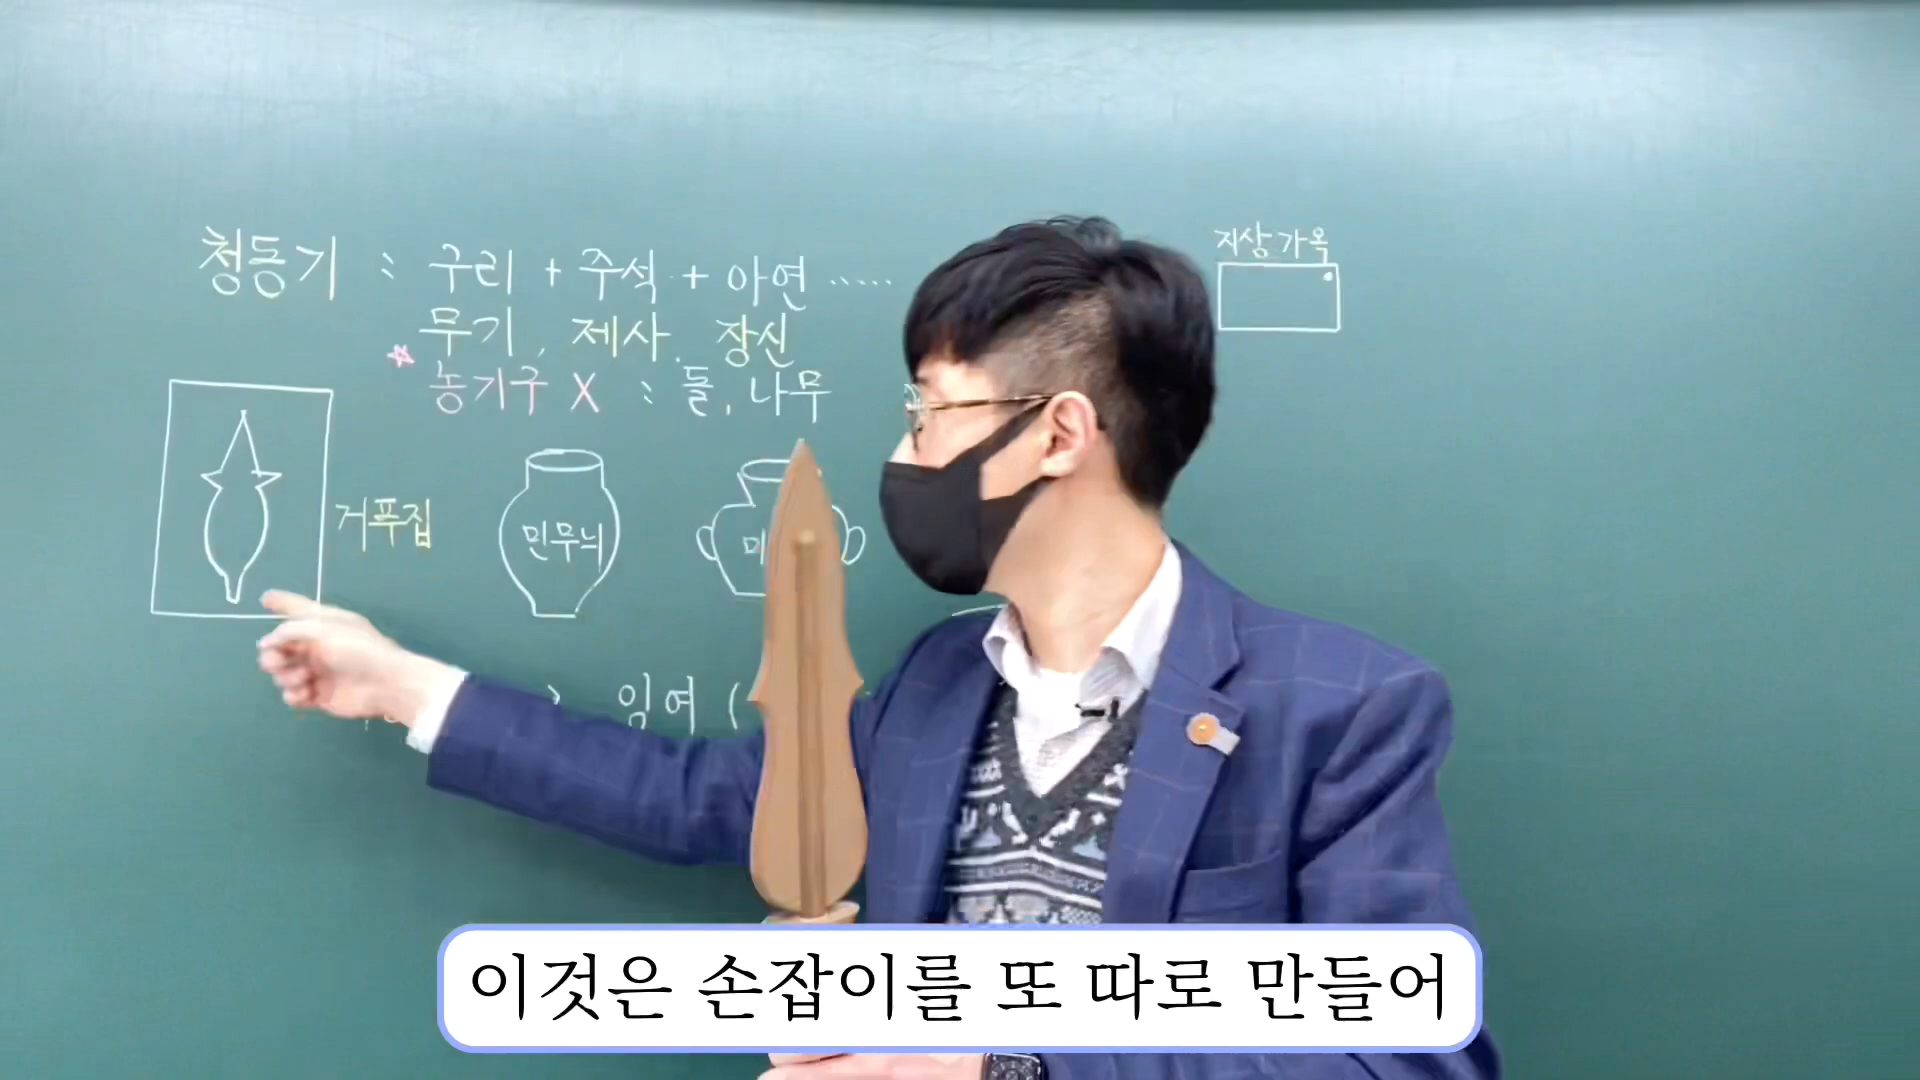 청동기 : 구리 + 주석 + 아연 .....
무기, 제사, 장신
☆ 농기구 X : 돌, 나무
지상가옥
거푸집
민무늬
미
잉여 (
이것은 손잡이를 또 따로 만들어